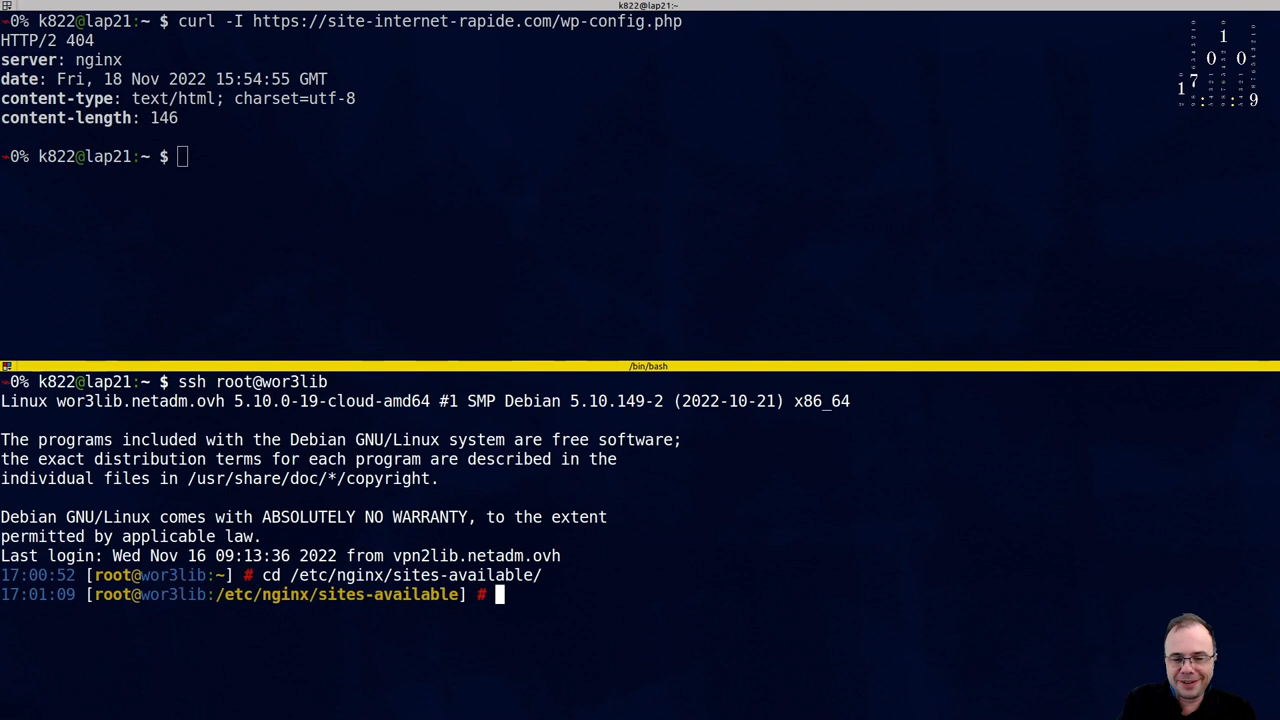 k822@lap21:~
¬0% k822@lap21:~ $ curl -I https://site-internet-rapide.com/wp-config.php
HTTP/2 404
server: nginx
date: Fri, 18 Nov 2022 15:54:55 GMT
content-type: text/html; charset=utf-8
content-length: 146
¬0% k822@lap21:~ $
1
0 0
17
: : 9
/bin/bash
¬0% k822@lap21:~ $ ssh root@wor3lib
Linux wor3lib.netadm.ovh 5.10.0-19-cloud-amd64 #1 SMP Debian 5.10.149-2 (2022-10-21) x86_64
The programs included with the Debian GNU/Linux system are free software;
the exact distribution terms for each program are described in the
individual files in /usr/share/doc/*/copyright.
Debian GNU/Linux comes with ABSOLUTELY NO WARRANTY, to the extent
permitted by applicable law.
Last login: Wed Nov 16 09:13:36 2022 from vpn2lib.netadm.ovh
17:00:52 [root@wor3lib:~] # cd /etc/nginx/sites-available/
17:01:09 [root@wor3lib:/etc/nginx/sites-available] #